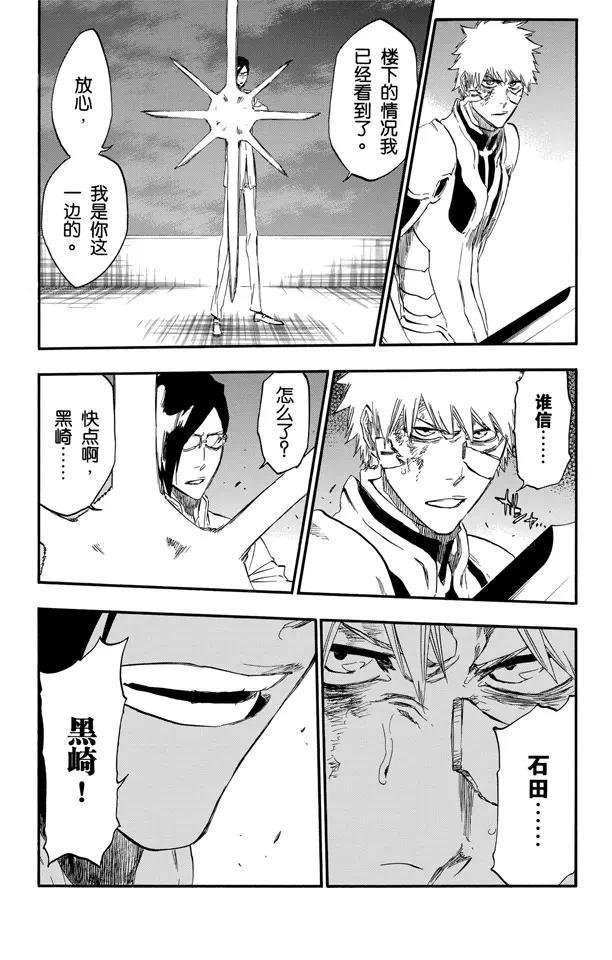 楼下的情况我
已经看到了。
放心，
我是你这
一边的。
谁信……
怎么了？
快点啊，
黑崎……
石田……
黑崎！